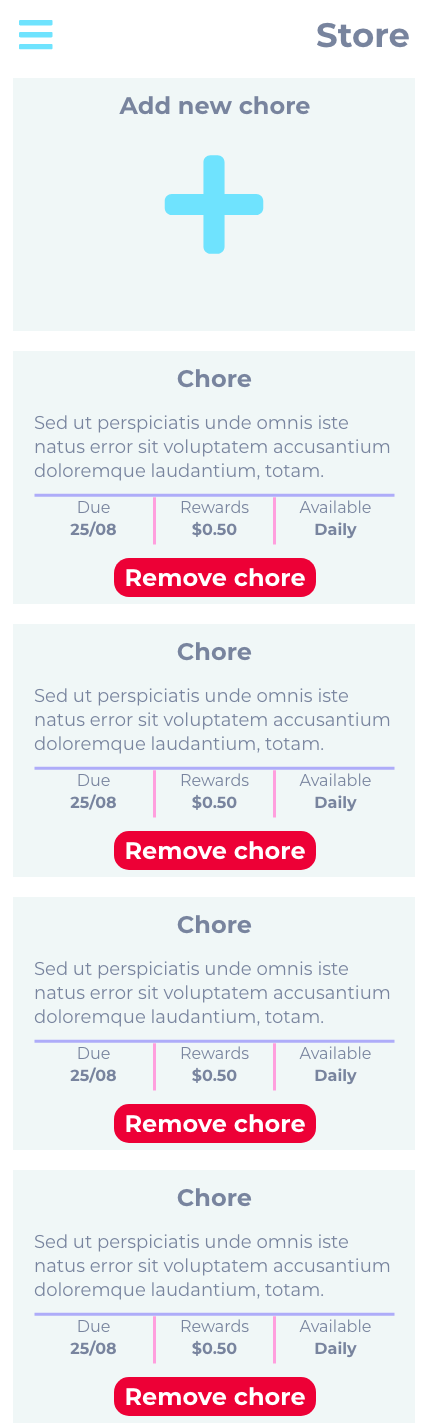 Store
Add new chore
Chore
Sed ut perspiciatis unde omnis iste
natus error sit voluptatem accusantium
doloremque laudantium, totam.
Due Rewards Available
25/08 $0.50 Daily
Remove chore
Chore
Sed ut perspiciatis unde omnis iste
natus error sit voluptatem accusantium
doloremque laudantium, totam.
Due Rewards Available
25/08 $0.50 Daily
Remove chore
Chore
Sed ut perspiciatis unde omnis iste
natus error sit voluptatem accusantium
doloremque laudantium, totam.
Due Rewards Available
25/08 $0.50 Daily
Remove chore
Chore
Sed ut perspiciatis unde omnis iste
natus error sit voluptatem accusantium
doloremque laudantium, totam.
Due Rewards Available
25/08 $0.50 Daily
Remove chore